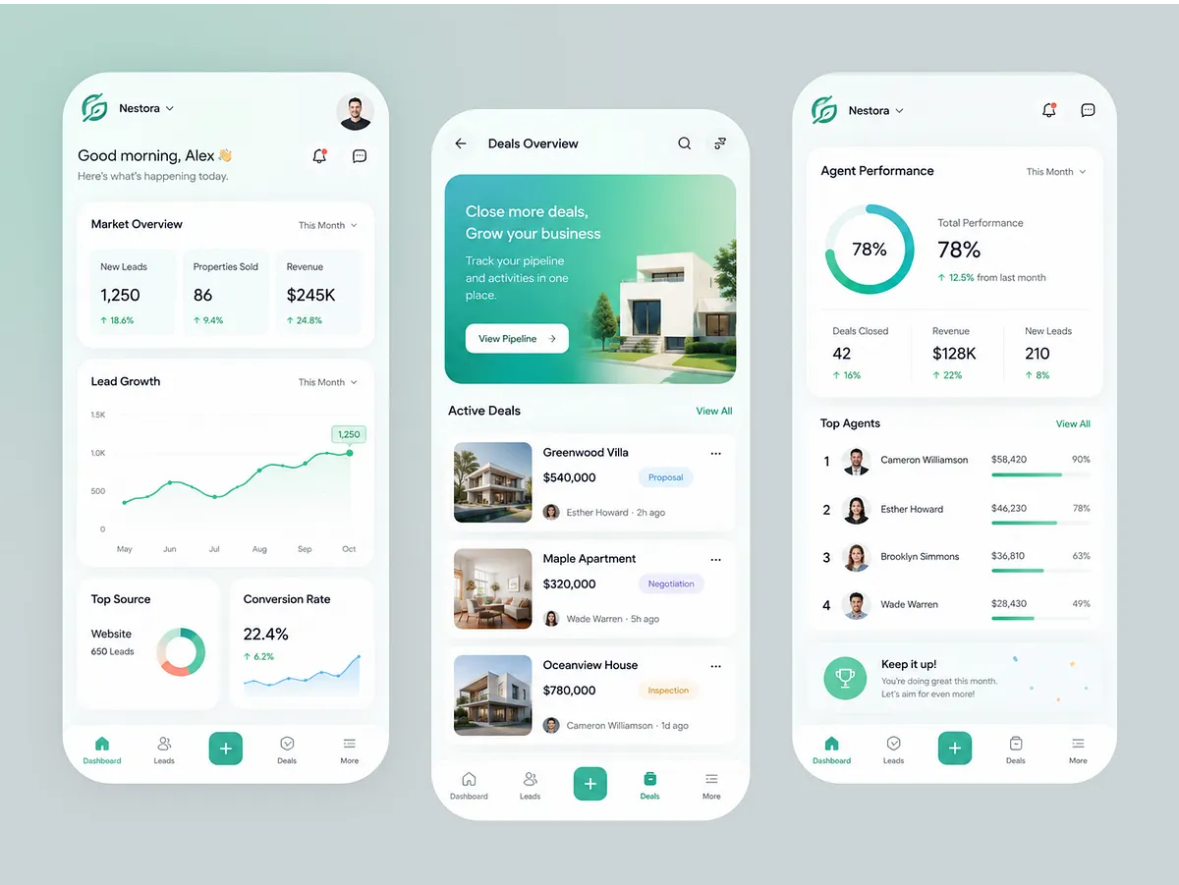 Nestora
Good morning, Alex 👋
Here's what's happening today.
Market Overview
This Month
New Leads
Properties Sold
Revenue
1,250
86
$245K
↑ 18.6%
↑ 9.4%
↑ 24.8%
Lead Growth
This Month
1.5K
1,250
1.0K
500
0
May
Jun
Jul
Aug
Sep
Oct
Top Source
Website
650 Leads
Conversion Rate
22.4%
↑ 6.2%
Dashboard
Leads
+
Deals
More
Deals Overview
Close more deals,
Grow your business
Track your pipeline
and activities in one
place.
View Pipeline →
Active Deals
View All
Greenwood Villa
$540,000
Proposal
Esther Howard · 2h ago
Maple Apartment
$320,000
Negotiation
Wade Warren · 5h ago
Oceanview House
$780,000
Inspection
Cameron Williamson · 1d ago
Dashboard
Leads
+
Deals
More
Nestora
Agent Performance
This Month
78%
Total Performance
78%
↑ 12.5% from last month
Deals Closed
Revenue
New Leads
42
$128K
210
↑ 16%
↑ 22%
↑ 8%
Top Agents
View All
1 Cameron Williamson $58,420 90%
2 Esther Howard $46,230 78%
3 Brooklyn Simmons $36,810 63%
4 Wade Warren $28,430 49%
Keep it up!
You're doing great this month.
Let's aim for even more!
Dashboard
Leads
+
Deals
More